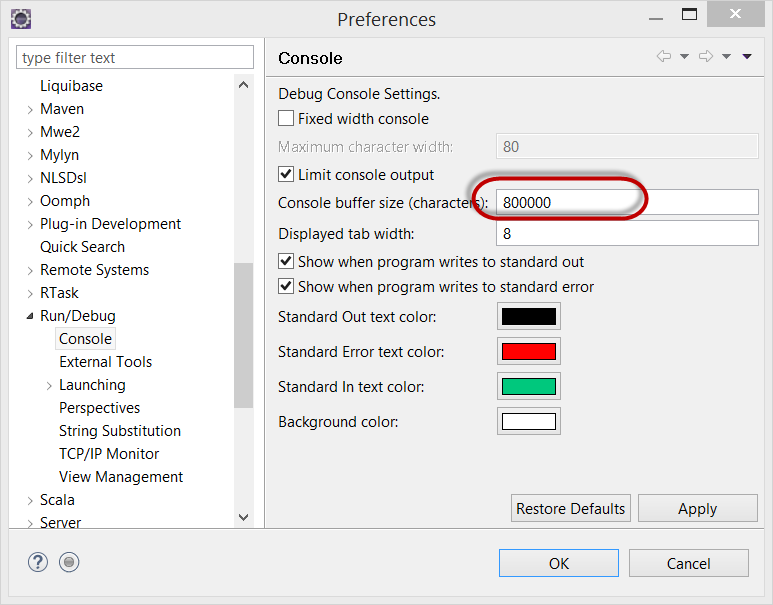 Preferences
type filter text
Liquibase
Maven
Mwe2
Mylyn
NLSDsl
Oomph
Plug-in Development
Quick Search
Remote Systems
RTask
Run/Debug
Console
External Tools
Launching
Perspectives
String Substitution
TCP/IP Monitor
View Management
Scala
Server
Console
Debug Console Settings.
Fixed width console
Maximum character width: 80
Limit console output
Console buffer size (characters): 800000
Displayed tab width: 8
Show when program writes to standard out
Show when program writes to standard error
Standard Out text color:
Standard Error text color:
Standard In text color:
Background color:
Restore Defaults Apply
? OK Cancel